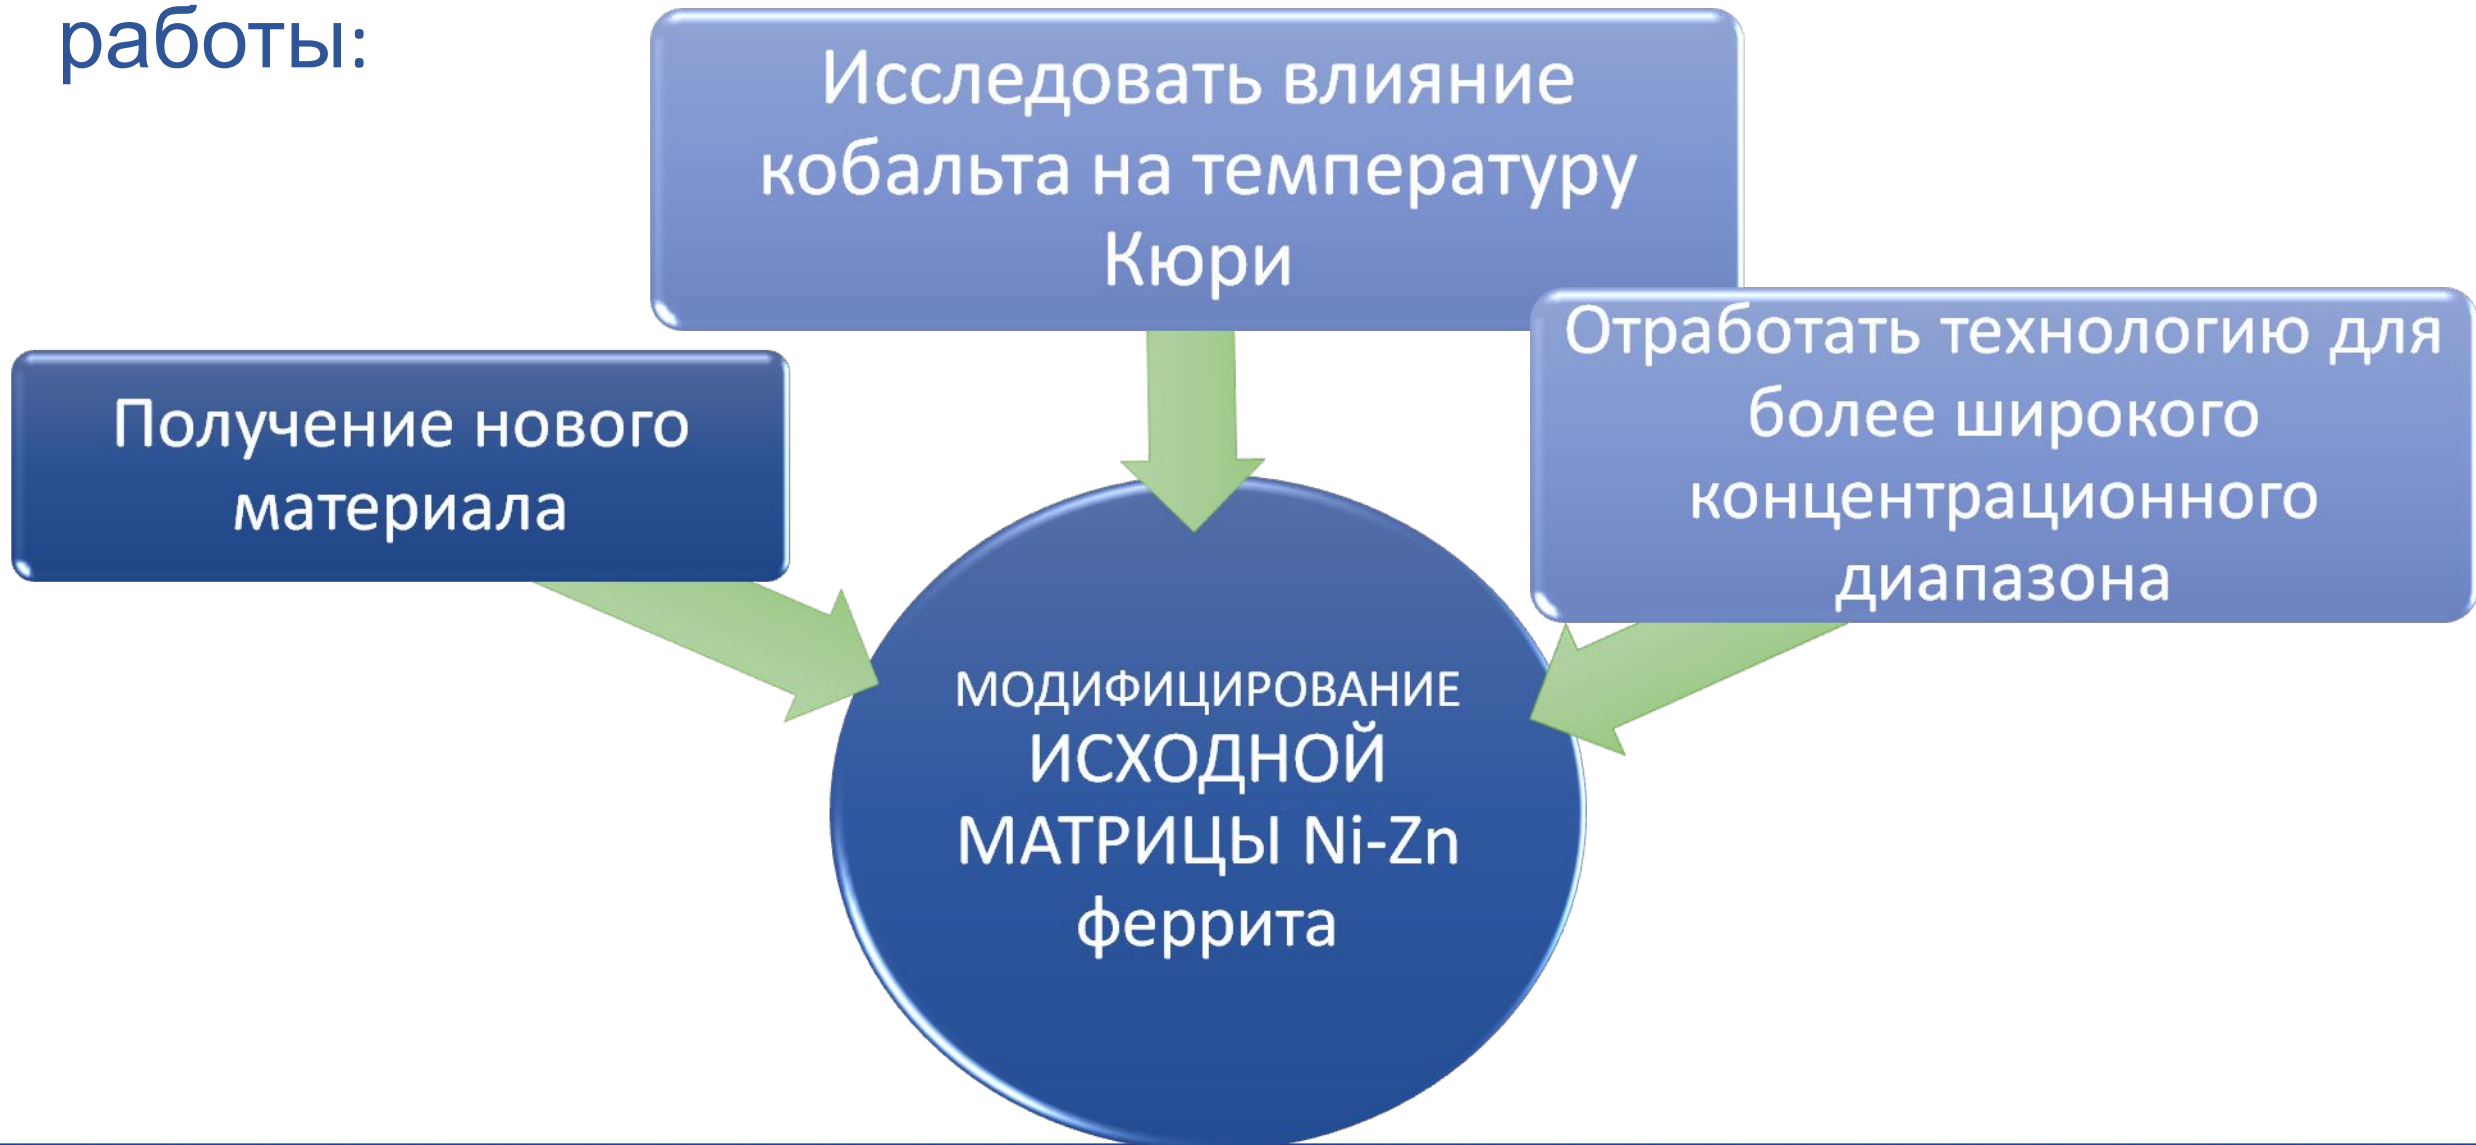 работы:
Исследовать влияние
кобальта на температуру
Кюри
Получение нового
материала
Отработать технологию для
более широкого
концентрационного
диапазона
МОДИФИЦИРОВАНИЕ
ИСХОДНОЙ
МАТРИЦЫ Ni-Zn
феррита